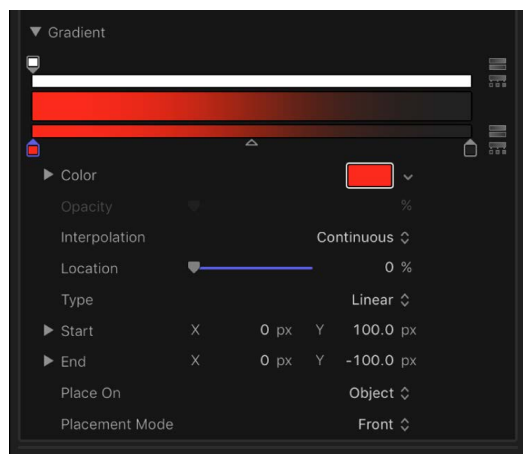 Gradient
Color
Opacity %
Interpolation Continuous
Location 0 %
Type Linear
Start X 0 px Y 100.0 px
End X 0 px Y -100.0 px
Place On Object
Placement Mode Front